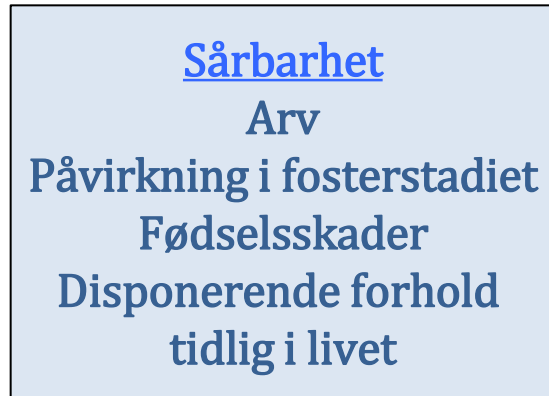 Sårbarhet
Arv
Påvirkning i fosterstadiet
Fødselsskader
Disponerende forhold
tidlig i livet